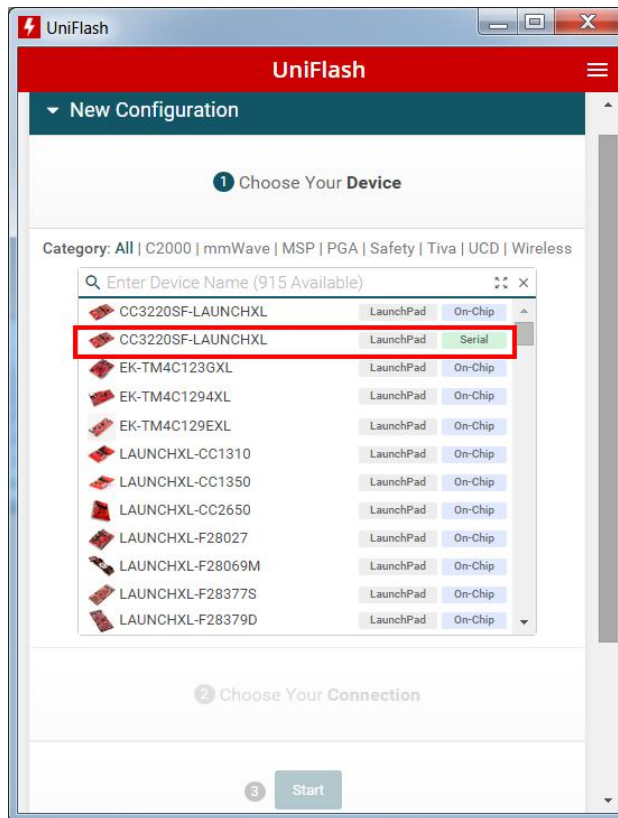 UniFlash
UniFlash
New Configuration
1 Choose Your Device
Category: All | C2000 | mmWave | MSP | PGA | Safety | Tiva | UCD | Wireless
Enter Device Name (915 Available)
CC3220SF-LAUNCHXL LaunchPad On-Chip
CC3220SF-LAUNCHXL LaunchPad Serial
EK-TM4C123GXL LaunchPad On-Chip
EK-TM4C1294XL LaunchPad On-Chip
EK-TM4C129EXL LaunchPad On-Chip
LAUNCHXL-CC1310 LaunchPad On-Chip
LAUNCHXL-CC1350 LaunchPad On-Chip
LAUNCHXL-CC2650 LaunchPad On-Chip
LAUNCHXL-F28027 LaunchPad On-Chip
LAUNCHXL-F28069M LaunchPad On-Chip
LAUNCHXL-F28377S LaunchPad On-Chip
LAUNCHXL-F28379D LaunchPad On-Chip
2 Choose Your Connection
3 Start